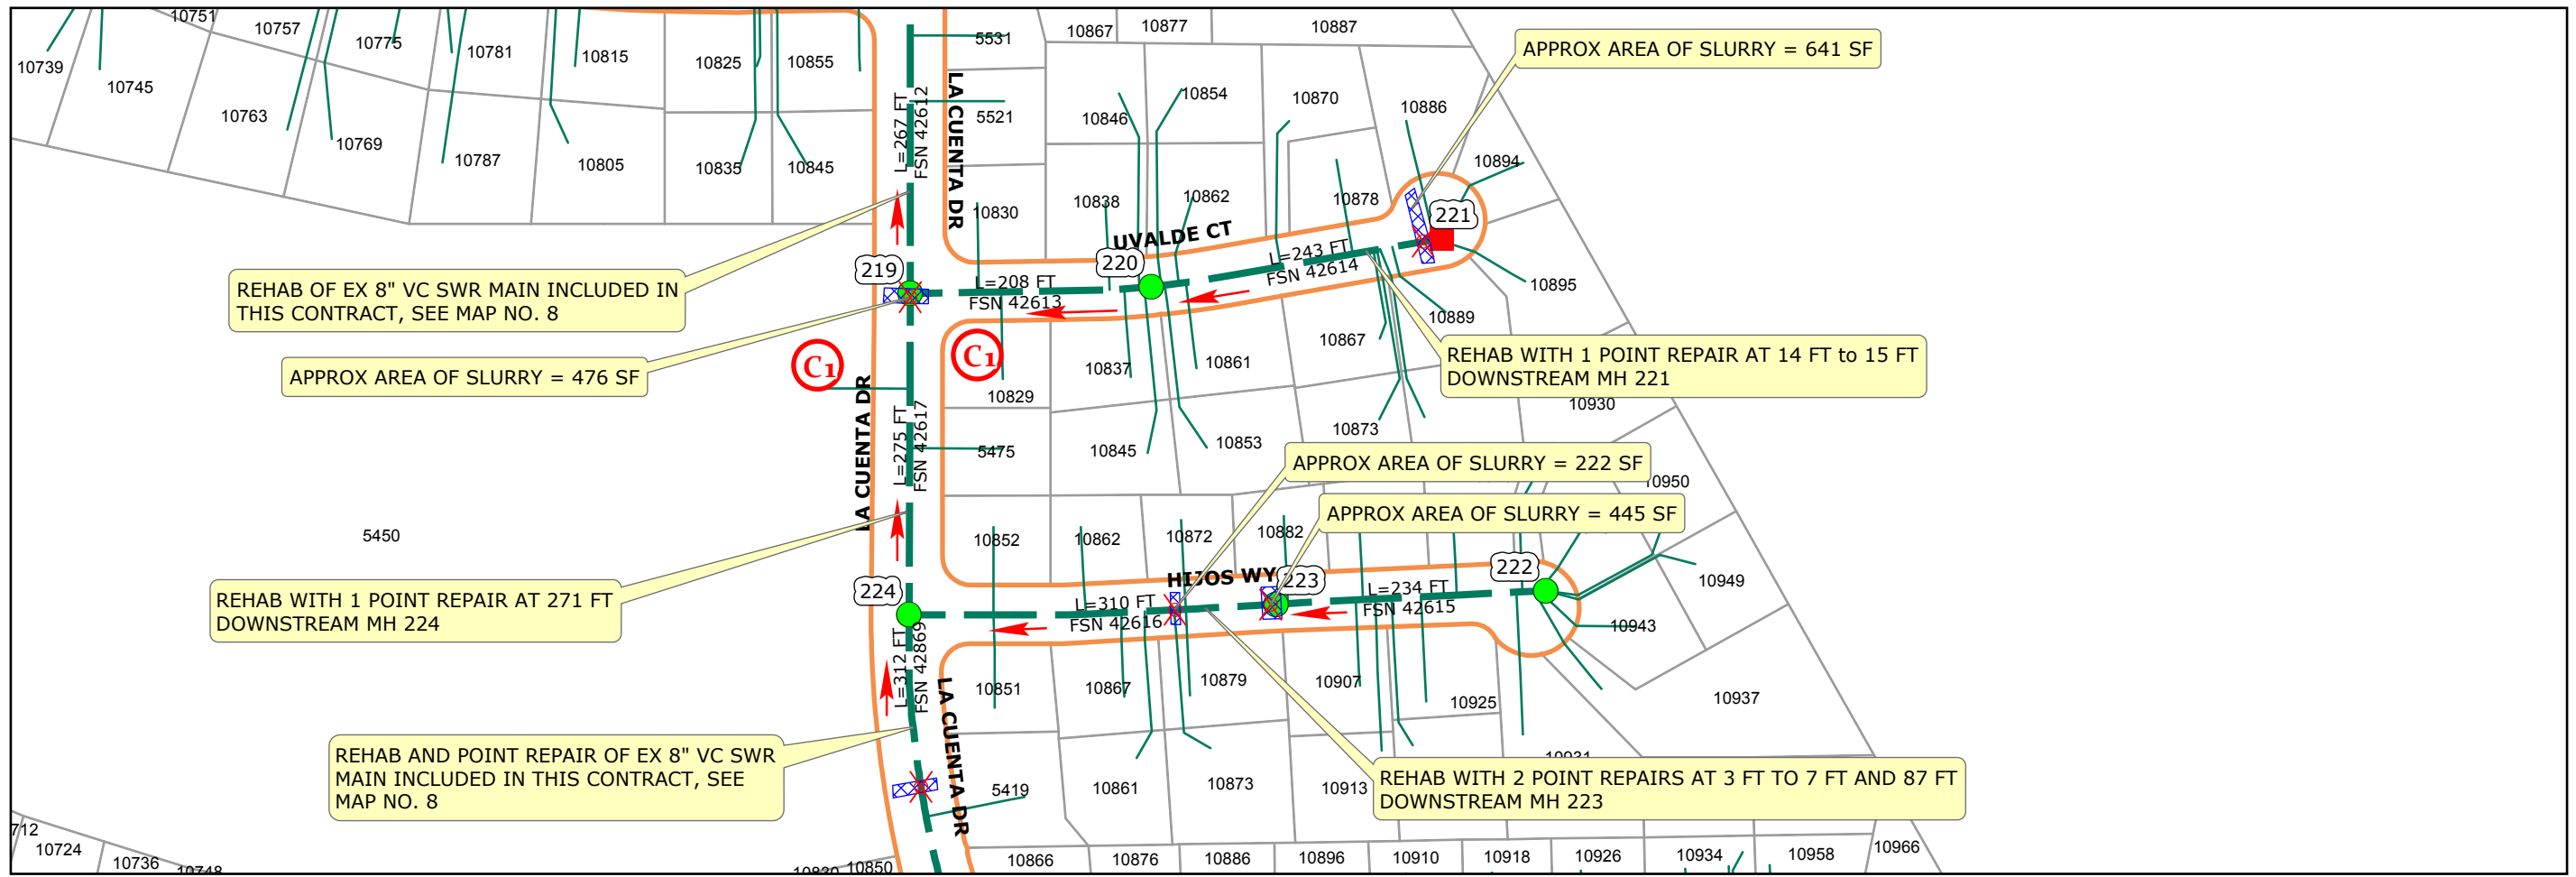 10751
10757
10775
10781
10815
10739
10745
10763
10769
10787
10805
10825
10855
10835
10845
5531
5521
10867
10877
10887
APPROX AREA OF SLURRY = 641 SF
L=267 FT
FSN 42612
LA CUENTA DR
10846
10854
10870
10886
10894
10830
10838
10862
10878
UVALDE CT
219
220
221
L=208 FT
FSN 42613
L=243 FT
FSN 42614
REHAB OF EX 8" VC SWR MAIN INCLUDED IN
THIS CONTRACT, SEE MAP NO. 8
APPROX AREA OF SLURRY = 476 SF
C1
C1
10895
10889
10867
10837
10861
10829
REHAB WITH 1 POINT REPAIR AT 14 FT to 15 FT
DOWNSTREAM MH 221
10930
LA CUENTA DR
L=275 FT
FSN 42617
5475
10845
10853
10873
APPROX AREA OF SLURRY = 222 SF
10950
APPROX AREA OF SLURRY = 445 SF
5450
10852
10862
10872
10882
HIJOS WY
222
223
224
10949
REHAB WITH 1 POINT REPAIR AT 271 FT
DOWNSTREAM MH 224
L=310 FT
FSN 42616
L=234 FT
FSN 42615
10943
L=312 FT
FSN 42869
LA CUENTA DR
10851
10867
10879
10907
10925
10937
10931
REHAB AND POINT REPAIR OF EX 8" VC SWR
MAIN INCLUDED IN THIS CONTRACT, SEE
MAP NO. 8
5419
10861
10873
10913
REHAB WITH 2 POINT REPAIRS AT 3 FT TO 7 FT AND 87 FT
DOWNSTREAM MH 223
712
10724
10736
10748
10850
10866
10876
10886
10896
10910
10918
10926
10934
10958
10966